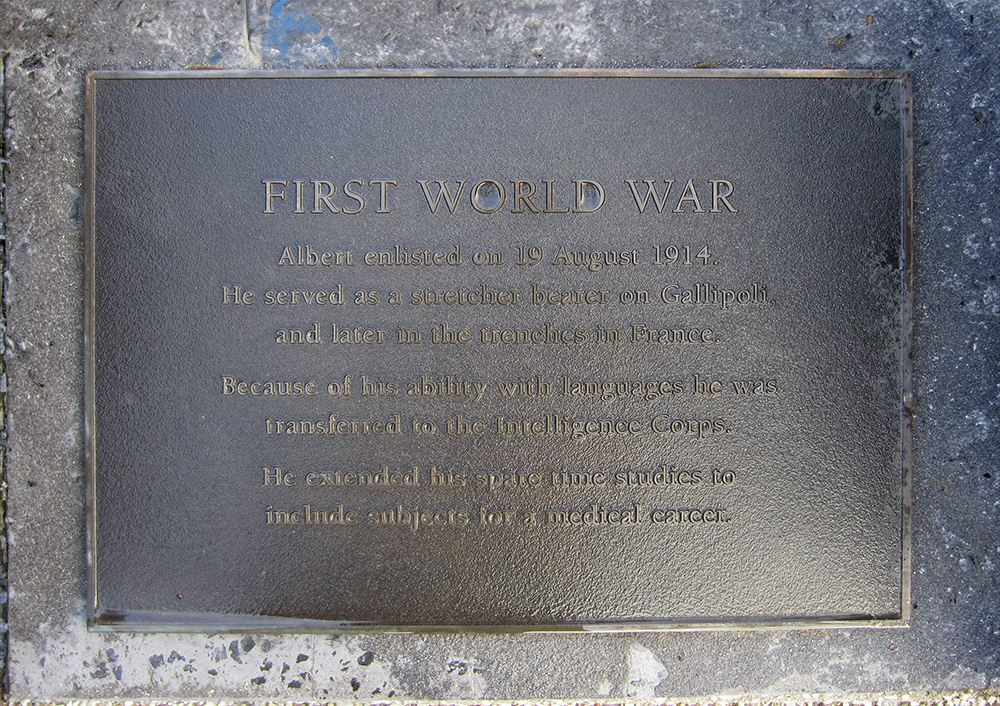 FIRST WORLD WAR
Albert enlisted on 19 August 1914.
He served as a stretcher bearer on Gallipoli,
and later in the trenches in France.
Because of his ability with languages he was
transferred to the Intelligence Corps.
He extended his spare time studies to
include subjects for a medical career.